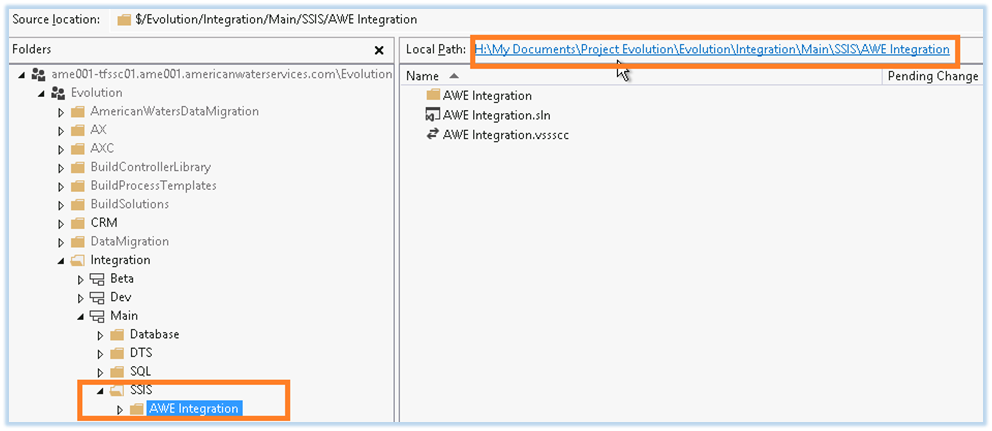 Source location: $/Evolution/Integration/Main/SSIS/AWE Integration
Folders
ame001-tfssc01.ame001.americanwaterservices.com\Evolution
Evolution
AmericanWatersDataMigration
AX
AXC
BuildControllerLibrary
BuildProcessTemplates
BuildSolutions
CRM
DataMigration
Integration
Beta
Dev
Main
Database
DTS
SQL
SSIS
AWE Integration
Local Path: H:\My Documents\Project Evolution\Evolution\Integration\Main\SSIS\AWE Integration
Name Pending Change
AWE Integration
AWE Integration.sln
AWE Integration.vssscc